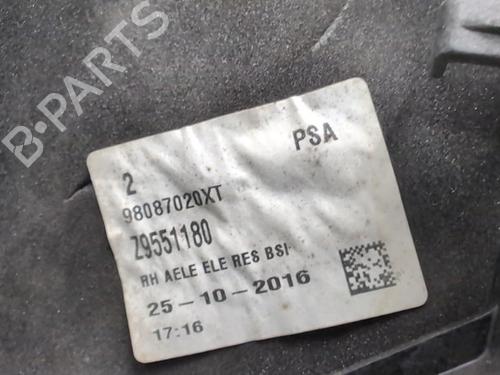 B-PARTS
PSA
2
98087020XT
Z9551180
RH AELE ELE RES BSI
25-10-2016
17:16